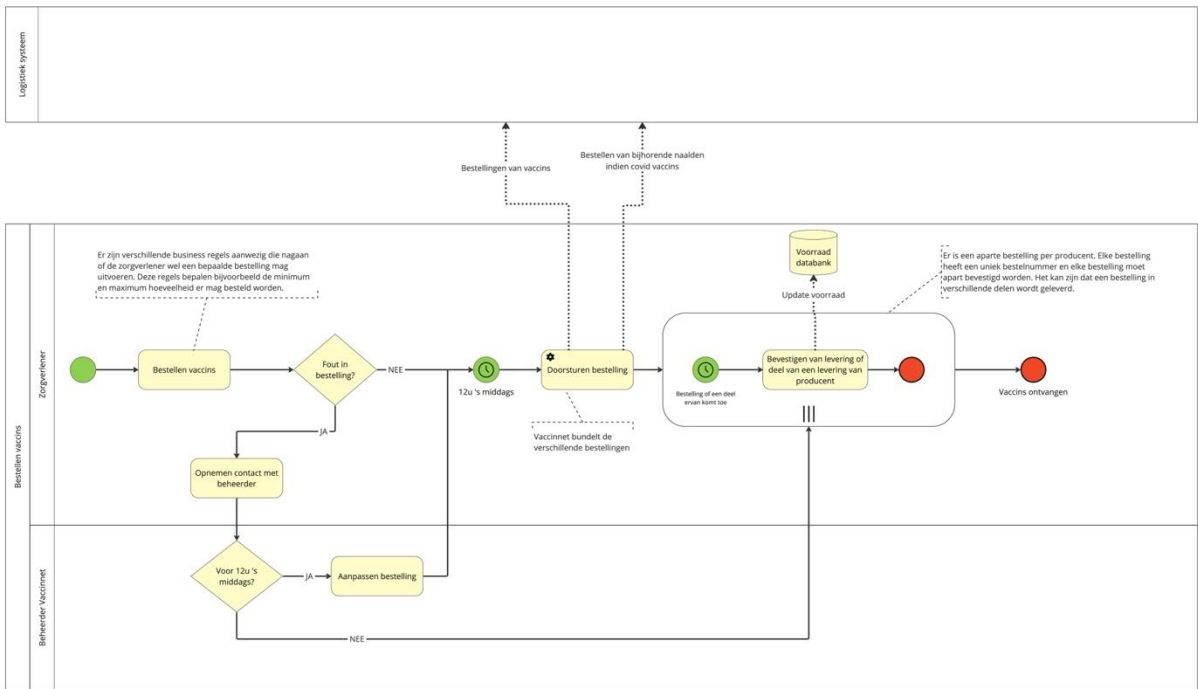 Logistiek systeem
Bestellingen van vaccins
Bestellen van bijhorende naalden
indien covid vaccins
Bestellen vaccins
Zorgverlener
Er zijn verschillende business regels aanwezig die nagaan
of de zorgverlener wel een bepaalde bestelling mag
uitvoeren. Deze regels bepalen bijvoorbeeld de minimum
en maximum hoeveelheid er mag besteld worden.
Voorraad
databank
Er is een aparte bestelling per producent. Elke bestelling
heeft een uniek bestelnummer en elke bestelling moet
apart bevestigd worden. Het kan zijn dat een bestelling in
verschillende delen wordt geleverd.
Update voorraad
Bestellen vaccins
Fout in
bestelling?
NEE
12u 's middags
Doorsturen bestelling
Bestelling of een deel
ervan komt toe
Bevestigen van levering of
deel van een levering van
producent
Vaccins ontvangen
JA
Vaccinnet bundelt de
verschillende bestellingen
Opnemen contact met
beheerder
Beheerder Vaccinnet
Voor 12u 's
middags?
JA
Aanpassen bestelling
NEE